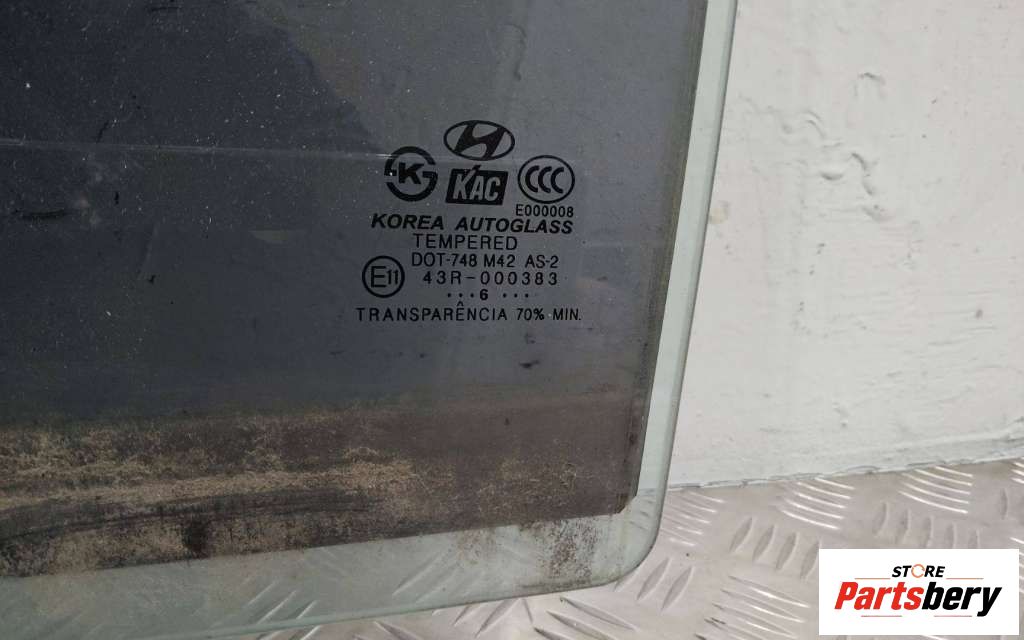 K
KAC
CCC
E000008
KOREA AUTOGLASS
TEMPERED
DOT-748 M42 AS-2
E11
43R-000383
...6 ...
TRANSPARÊNCIA 70% MIN.
STORE
Partsbery